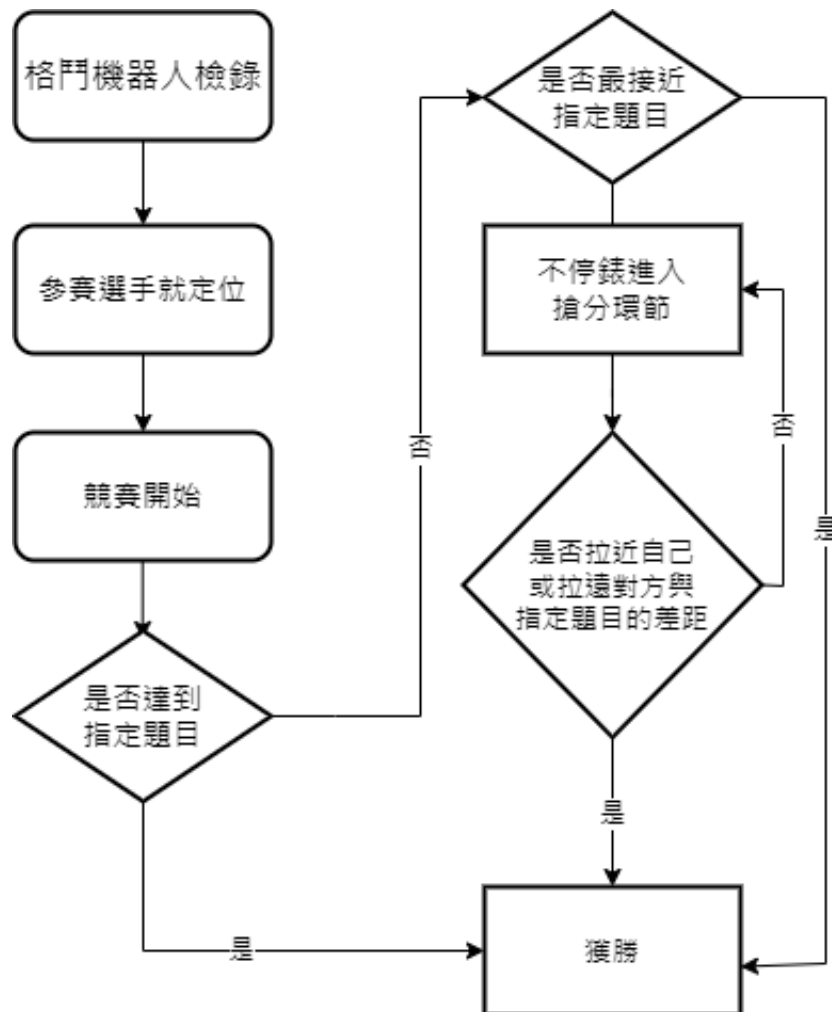 格鬥機器人檢錄
參賽選手就定位
競賽開始
是否達到
指定題目
是
否
是否最接近
指定題目
不停錶進入
搶分環節
否
是否拉近自己
或拉遠對方與
指定題目的差距
是
是
獲勝